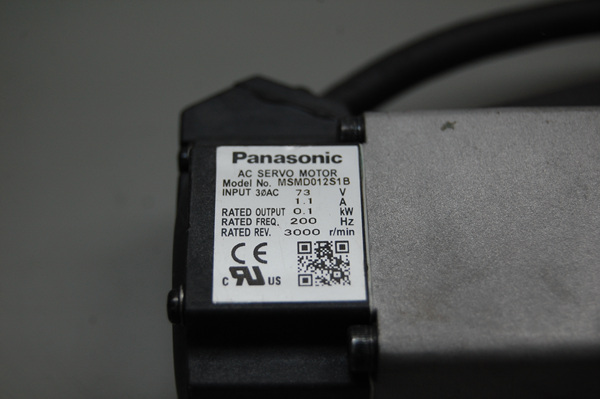 Panasonic
AC SERVO MOTOR
Model No. MSMD012S1B
INPUT 3ØAC 73 V
1.1 A
RATED OUTPUT 0.1 kW
RATED FREQ. 200 Hz
RATED REV. 3000 r/min
CE
c RU US